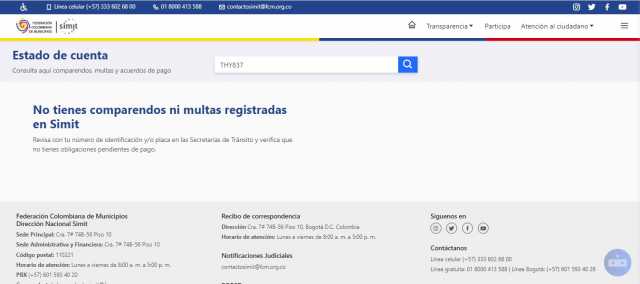 Línea celular (+57) 333 602 68 00   01 8000 413 588   contactosimit@fcm.org.co
FEDERACIÓN COLOMBIANA DE MUNICIPIOS   simit   Transparencia   Participa   Atención al ciudadano
Estado de cuenta
Consulta aquí comparendos, multas y acuerdos de pago
THY837
No tienes comparendos ni multas registradas
en Simit
Revisa con tu número de identificación y/o placa en las Secretarías de Tránsito y verifica que
no tienes obligaciones pendientes de pago.
Federación Colombiana de Municipios
Dirección Nacional Simit
Sede Principal: Cra. 7ª 74B-56 Piso 10
Sede Administrativa y Financiera: Cra. 7ª 74B-56 Piso 10
Código postal: 110221
Horario de atención: Lunes a viernes de 8:00 a. m. a 5:00 p. m.
PBX (+57) 601 593 40 20
Recibo de correspondencia
Dirección Cra. 7ª 74B-56 Piso 10, Bogotá D.C. Colombia
Horario de atención: Lunes a viernes de 8:00 a. m. a 5:00 p. m.
Notificaciones Judiciales
contactosimit@fcm.org.co
Síguenos en
Contáctanos
Línea celular: (+57) 333 602 68 00
Línea gratuita: 01 8000 413 588 | Línea Bogotá: (+57) 601 593 40 28